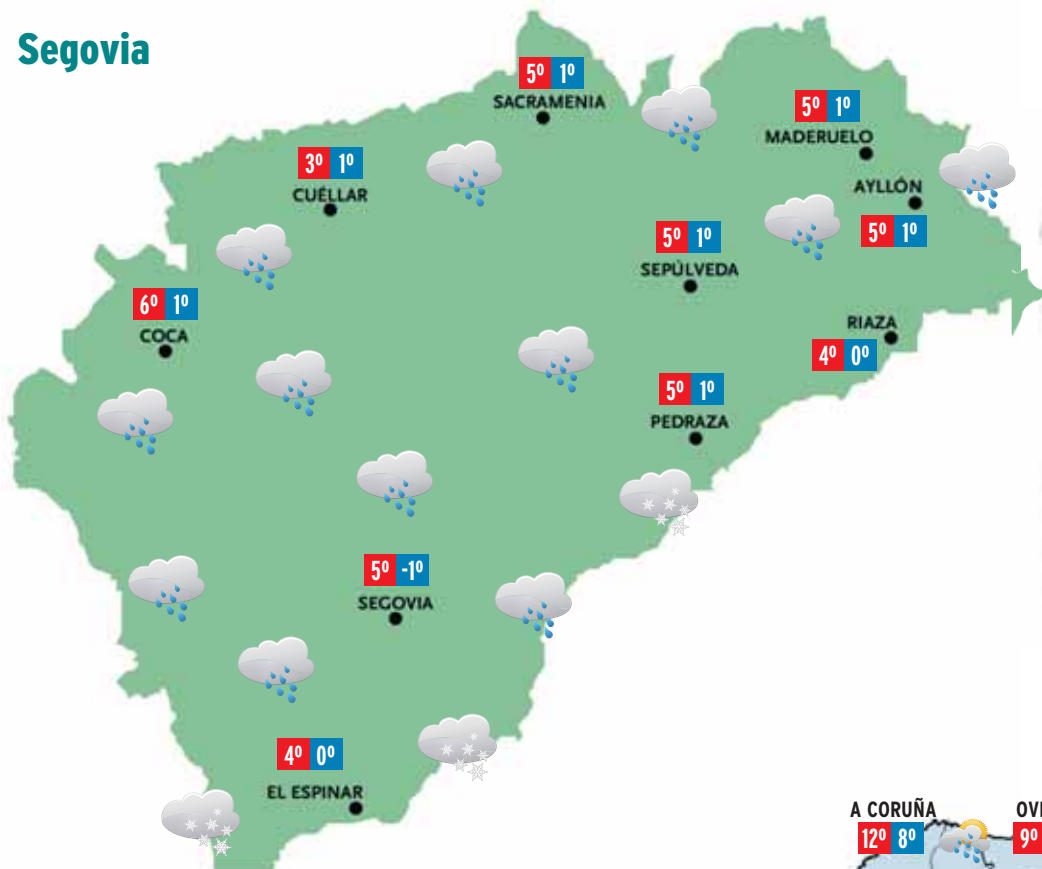 Segovia
5º 1º
SACRAMENIA
5º 1º
MADERUELO
3º 1º
CUÉLLAR
AYLLÓN
5º 1º
5º 1º
SEPÚLVEDA
6º 1º
COCA
RIAZA
4º 0º
5º 1º
PEDRAZA
5º -1º
SEGOVIA
4º 0º
EL ESPINAR
A CORUÑA
12º 8º
OVI
9º